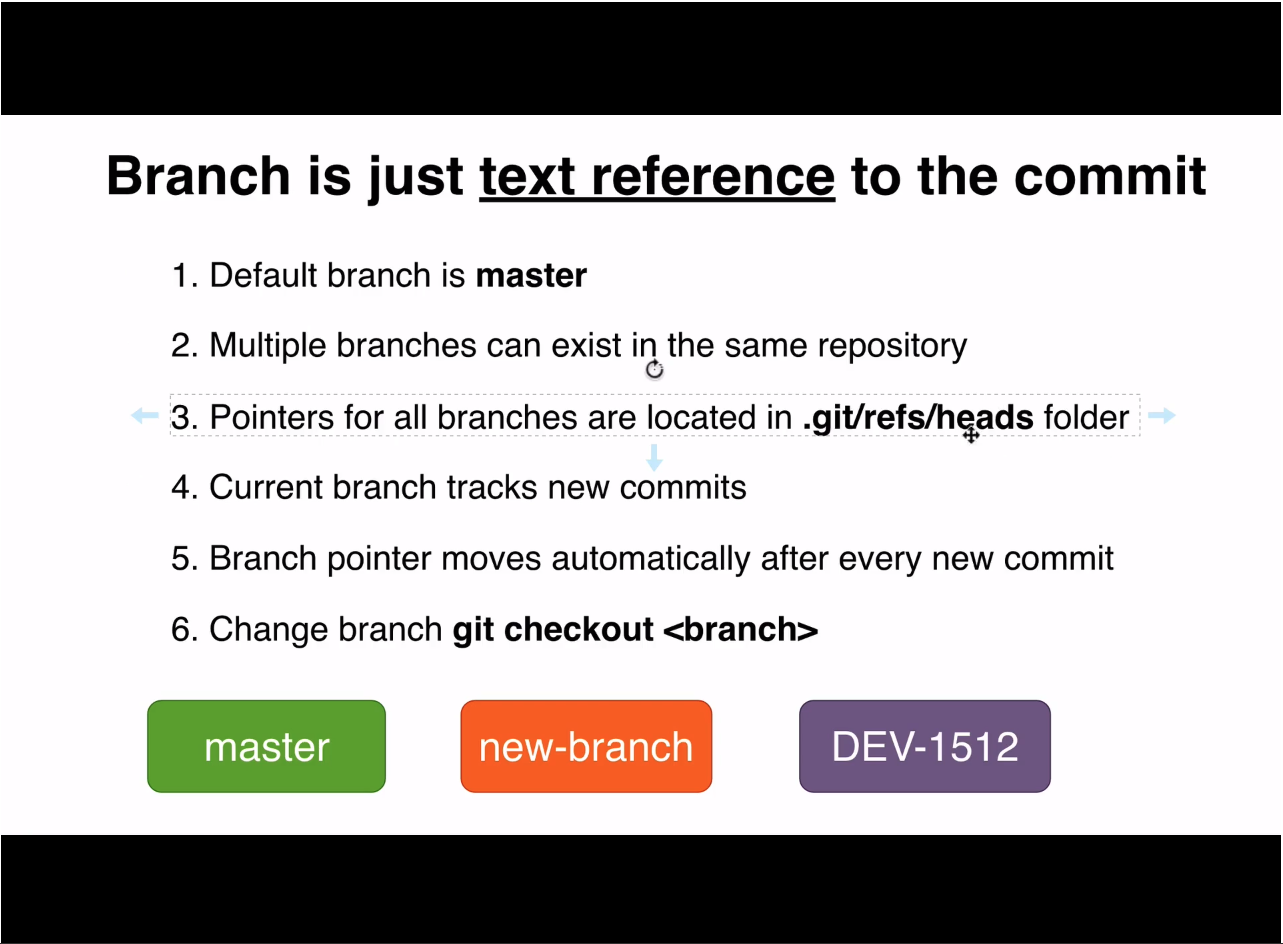 Branch is just text reference to the commit
1. Default branch is master
2. Multiple branches can exist in the same repository
3. Pointers for all branches are located in .git/refs/heads folder
4. Current branch tracks new commits
5. Branch pointer moves automatically after every new commit
6. Change branch git checkout <branch>
master
new-branch
DEV-1512